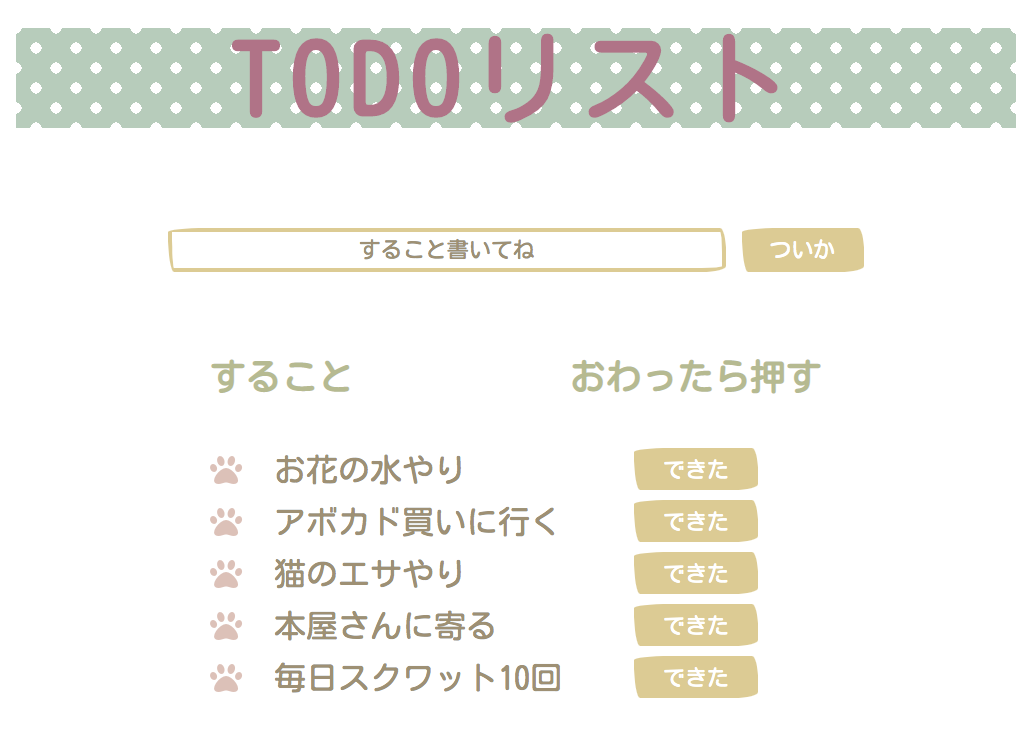 TODOリスト
すること書いてね ついか
すること おわったら押す
お花の水やり できた
アボカド買いに行く できた
猫のエサやり できた
本屋さんに寄る できた
毎日スクワット10回 できた